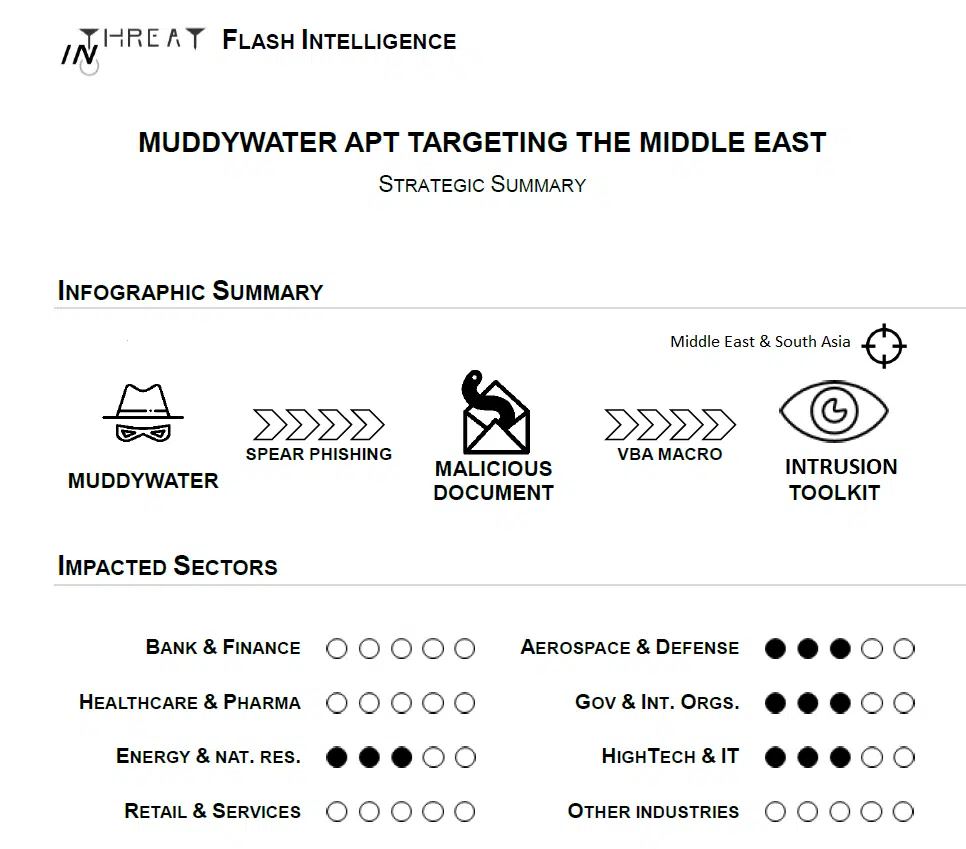 INTHREAT FLASH INTELLIGENCE
MUDDYWATER APT TARGETING THE MIDDLE EAST
STRATEGIC SUMMARY
INFOGRAPHIC SUMMARY
Middle East & South Asia
MUDDYWATER
SPEAR PHISHING
MALICIOUS
DOCUMENT
VBA MACRO
INTRUSION
TOOLKIT
IMPACTED SECTORS
BANK & FINANCE
AEROSPACE & DEFENSE
HEALTHCARE & PHARMA
GOV & INT. ORGS.
ENERGY & NAT. RES.
HIGHTECH & IT
RETAIL & SERVICES
OTHER INDUSTRIES